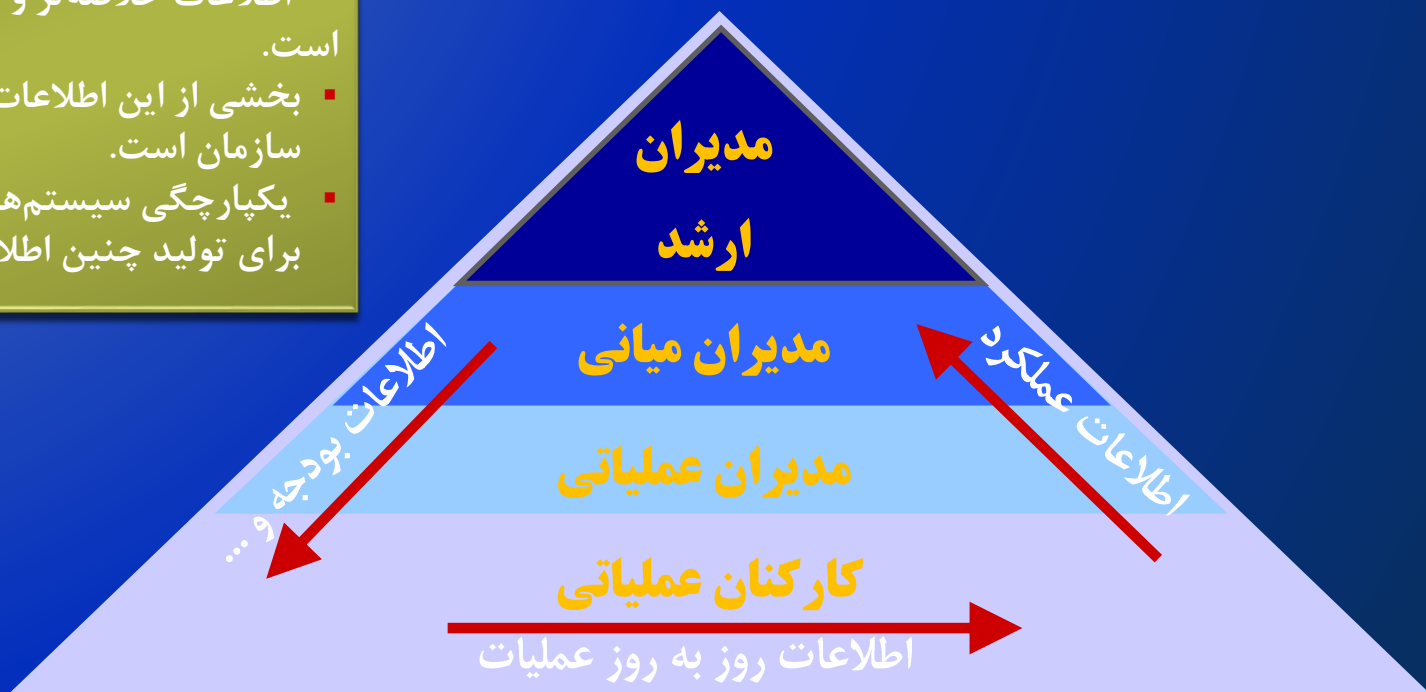 است.
بخشی از این اطلاعات
سازمان است.
یکپارچگی سیستم‌ه
برای تولید چنین اطلا
مدیران
ارشد
مدیران میانی
مدیران عملیاتی
کارکنان عملیاتی
اطلاعات بودجه و ...
اطلاعات عملکرد
اطلاعات روز به روز عملیات